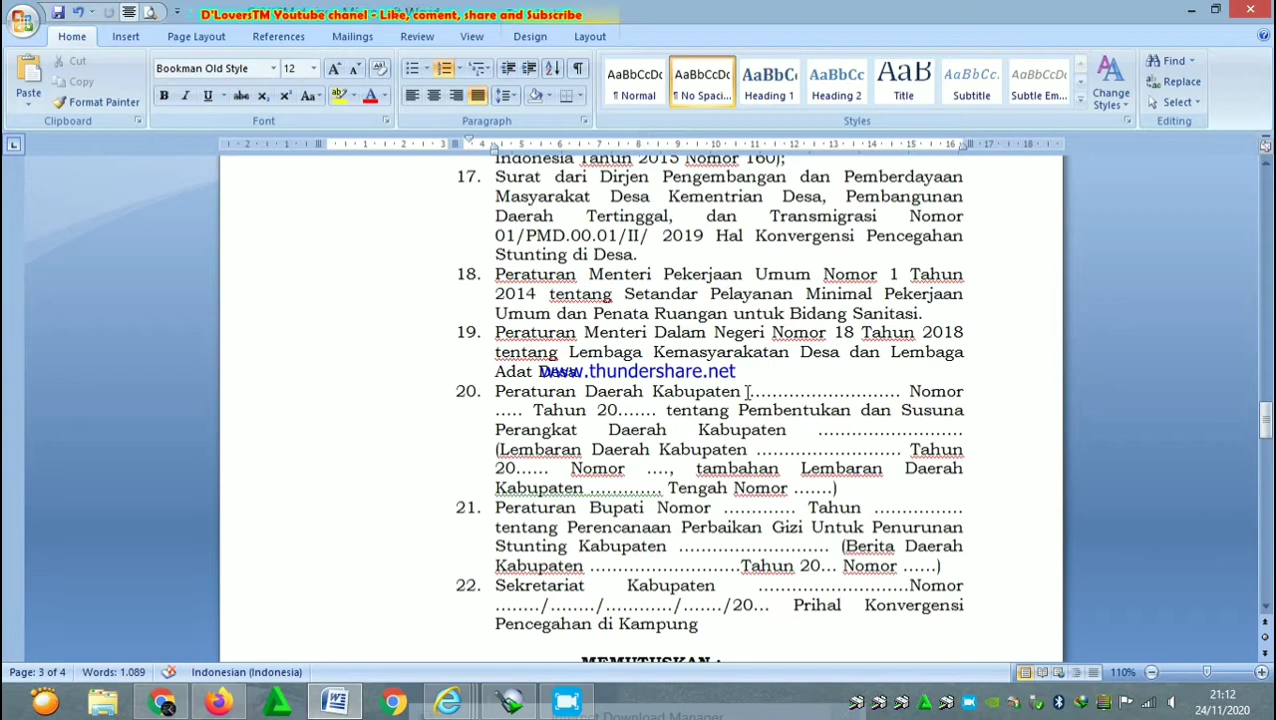 D'LoversTM Youtube chanel - Like, coment, share and Subscribe
Home Insert Page Layout References Mailings Review View Design Layout
Paste
Cut
Copy
Format Painter
Clipboard
Bookman Old Style 12
Font
Paragraph
AaBbCcDc AaBbCcDc AaBbCc AaBbCc AaB AaBbCc. AaBbCcDc
¶ Normal ¶ No Spaci... Heading 1 Heading 2 Title Subtitle Subtle Em...
Styles
Change Styles
Find
Replace
Select
Editing
Indonesia Tahun 2015 Nomor 160);
17. Surat dari Dirjen Pengembangan dan Pemberdayaan
Masyarakat Desa Kementrian Desa, Pembangunan
Daerah Tertinggal, dan Transmigrasi Nomor
01/PMD.00.01/II/ 2019 Hal Konvergensi Pencegahan
Stunting di Desa.
18. Peraturan Menteri Pekerjaan Umum Nomor 1 Tahun
2014 tentang Setandar Pelayanan Minimal Pekerjaan
Umum dan Penata Ruangan untuk Bidang Sanitasi.
19. Peraturan Menteri Dalam Negeri Nomor 18 Tahun 2018
tentang Lembaga Kemasyarakatan Desa dan Lembaga
Adat Desa
www.thundershare.net
20. Peraturan Daerah Kabupaten ........................... Nomor
..... Tahun 20....... tentang Pembentukan dan Susuna
Perangkat Daerah Kabupaten ..........................
(Lembaran Daerah Kabupaten .......................... Tahun
20...... Nomor ...., tambahan Lembaran Daerah
Kabupaten ............. Tengah Nomor .......)
21. Peraturan Bupati Nomor ............. Tahun ................
tentang Perencanaan Perbaikan Gizi Untuk Penurunan
Stunting Kabupaten ........................... (Berita Daerah
Kabupaten ...........................Tahun 20... Nomor ......)
22. Sekretariat Kabupaten ...........................Nomor
......../......../............/......./20... Prihal Konvergensi
Pencegahan di Kampung
MEMUTUSKAN :
Page: 3 of 4 Words: 1.089 Indonesian (Indonesia) 110%
21:12
24/11/2020